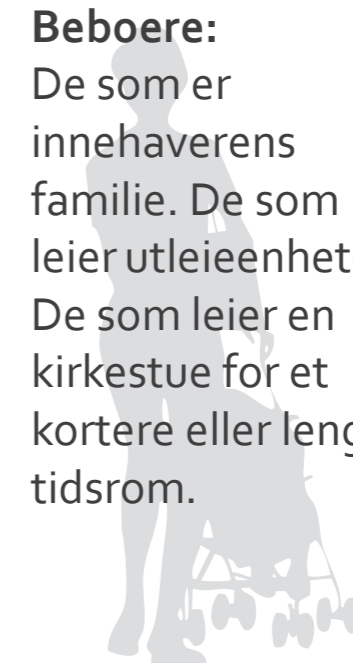 Beboere:
De som er
innehaverens
familie. De som
leier
De som leier en
kirkestue for et
kortere eller
tidsrom.